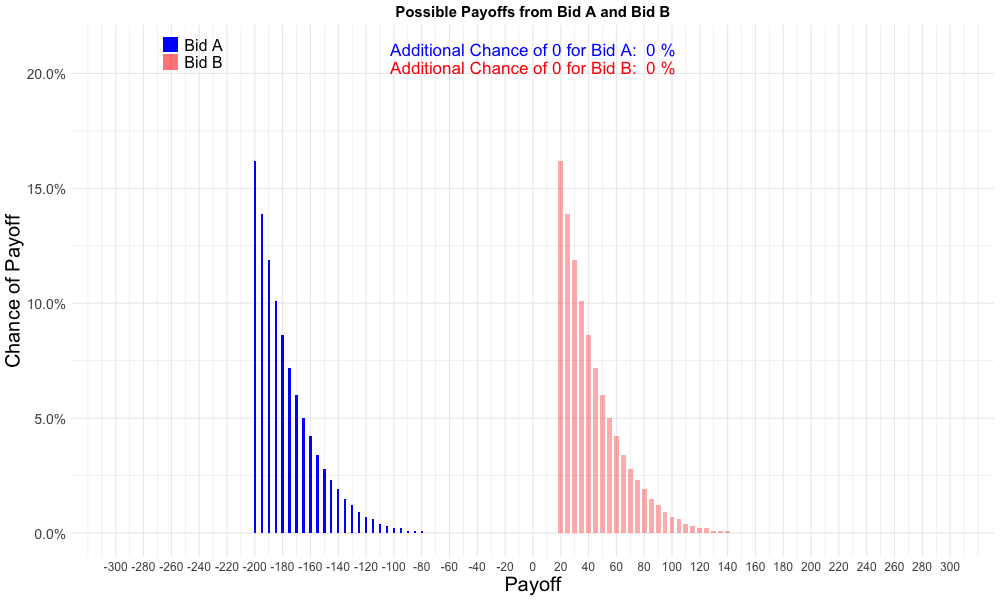 Possible Payoffs from Bid A and Bid B
Bid A
Bid B
Additional Chance of 0 for Bid A:  0 %
Additional Chance of 0 for Bid B:  0 %
Chance of Payoff
20.0%
15.0%
10.0%
5.0%
0.0%
-300 -280 -260 -240 -220 -200 -180 -160 -140 -120 -100 -80 -60 -40 -20 0 20 40 60 80 100 120 140 160 180 200 220 240 260 280 300
Payoff